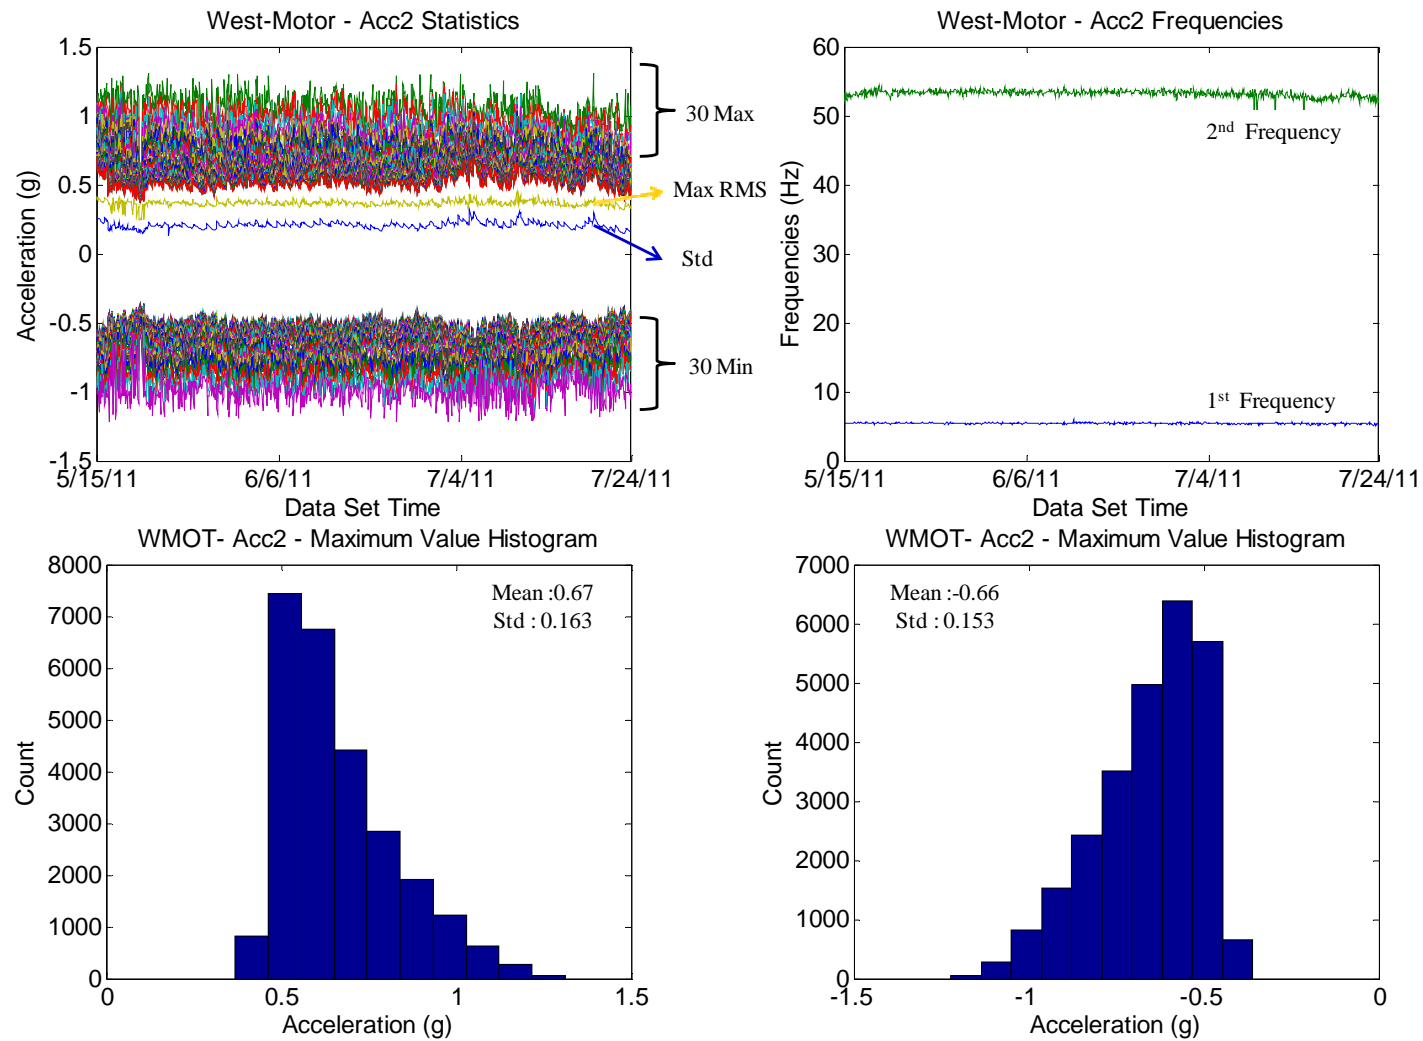 West-Motor - Acc2 Statistics
1.5
1
0.5
0
-0.5
-1
-1.5
Acceleration (g)
30 Max
Max RMS
Std
30 Min
5/15/11 6/6/11 7/4/11 7/24/11
Data Set Time
West-Motor - Acc2 Frequencies
60
50
40
30
20
10
0
Frequencies (Hz)
2nd Frequency
1st Frequency
5/15/11 6/6/11 7/4/11 7/24/11
Data Set Time
WMOT- Acc2 - Maximum Value Histogram
8000
7000
6000
5000
4000
3000
2000
1000
0
Count
Mean :0.67
Std : 0.163
0 0.5 1 1.5
Acceleration (g)
WMOT- Acc2 - Maximum Value Histogram
7000
6000
5000
4000
3000
2000
1000
0
Count
Mean :-0.66
Std : 0.153
-1.5 -1 -0.5 0
Acceleration (g)